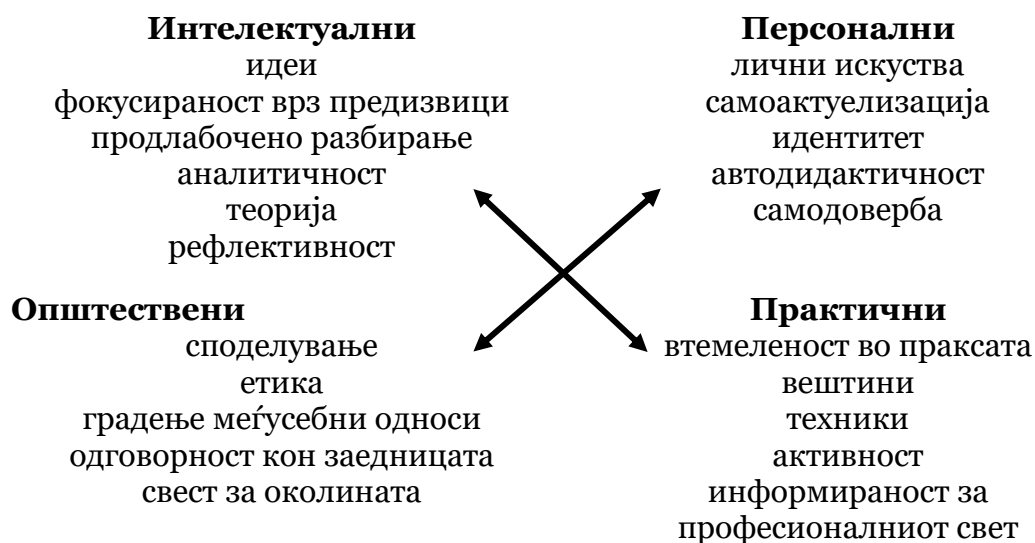 Интелектуални
идеи
фокусираност врз предизвици
продлабочено разбирање
аналитичност
теорија
рефлективност
Персонални
лични искуства
самоактуелизација
идентитет
автодидактичност
самодоверба
Општествени
споделување
етика
градење меѓусебни односи
одговорност кон заедницата
свест за околината
Практични
втемеленост во праксата
вештини
техники
активност
информираност за
професионалниот свет